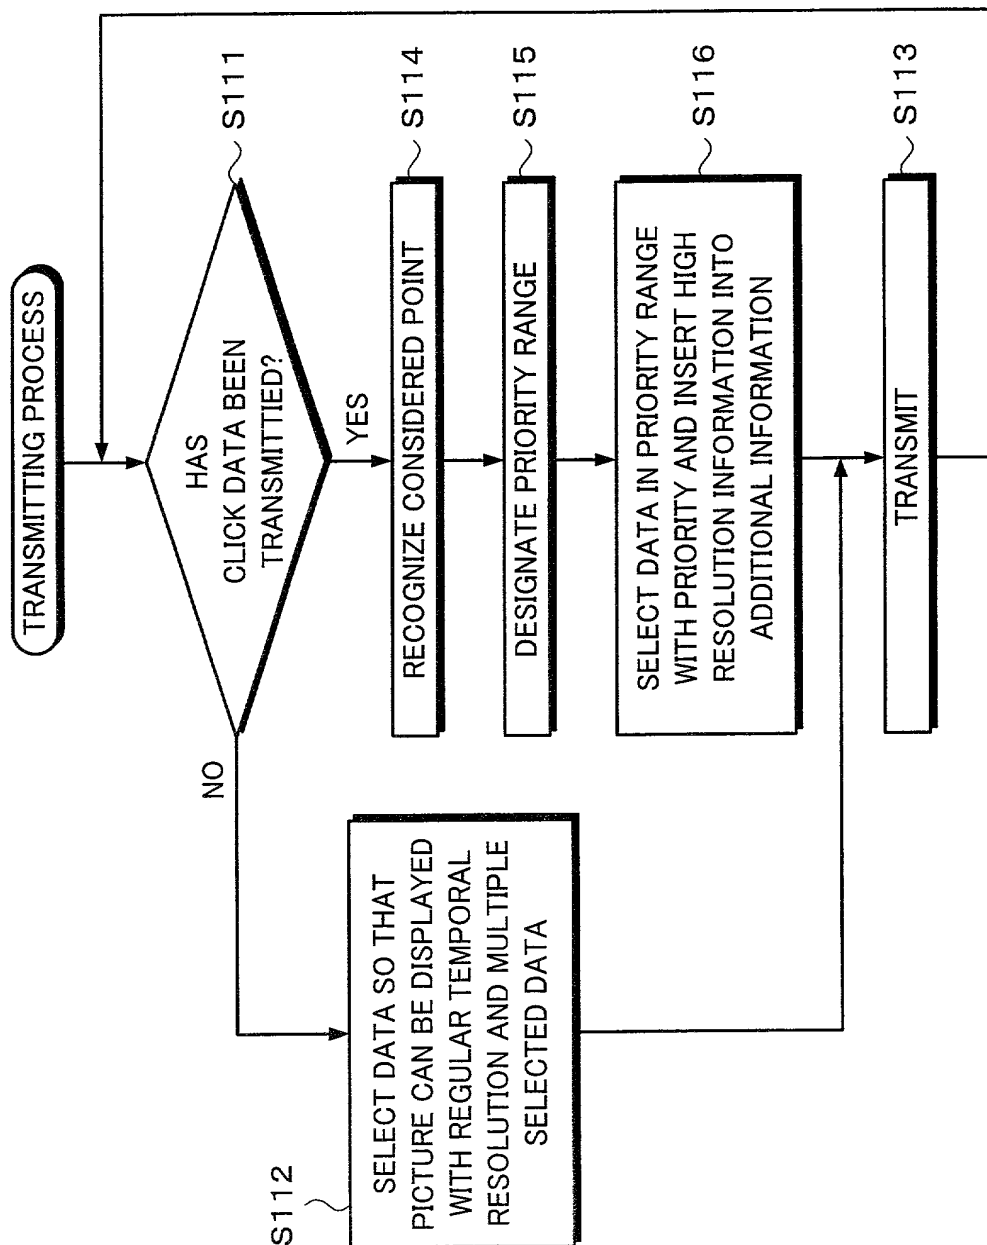 TRANSMITTING PROCESS
S111
HAS
CLICK DATA BEEN
TRANSMITTIED?
NO
YES
S112
SELECT DATA SO THAT
PICTURE CAN BE DISPLAYED
WITH REGULAR TEMPORAL
RESOLUTION AND MULTIPLE
SELECTED DATA
S114
RECOGNIZE CONSIDERED POINT
S115
DESIGNATE PRIORITY RANGE
S116
SELECT DATA IN PRIORITY RANGE
WITH PRIORITY AND INSERT HIGH
RESOLUTION INFORMATION INTO
ADDITIONAL INFORMATION
S113
TRANSMIT